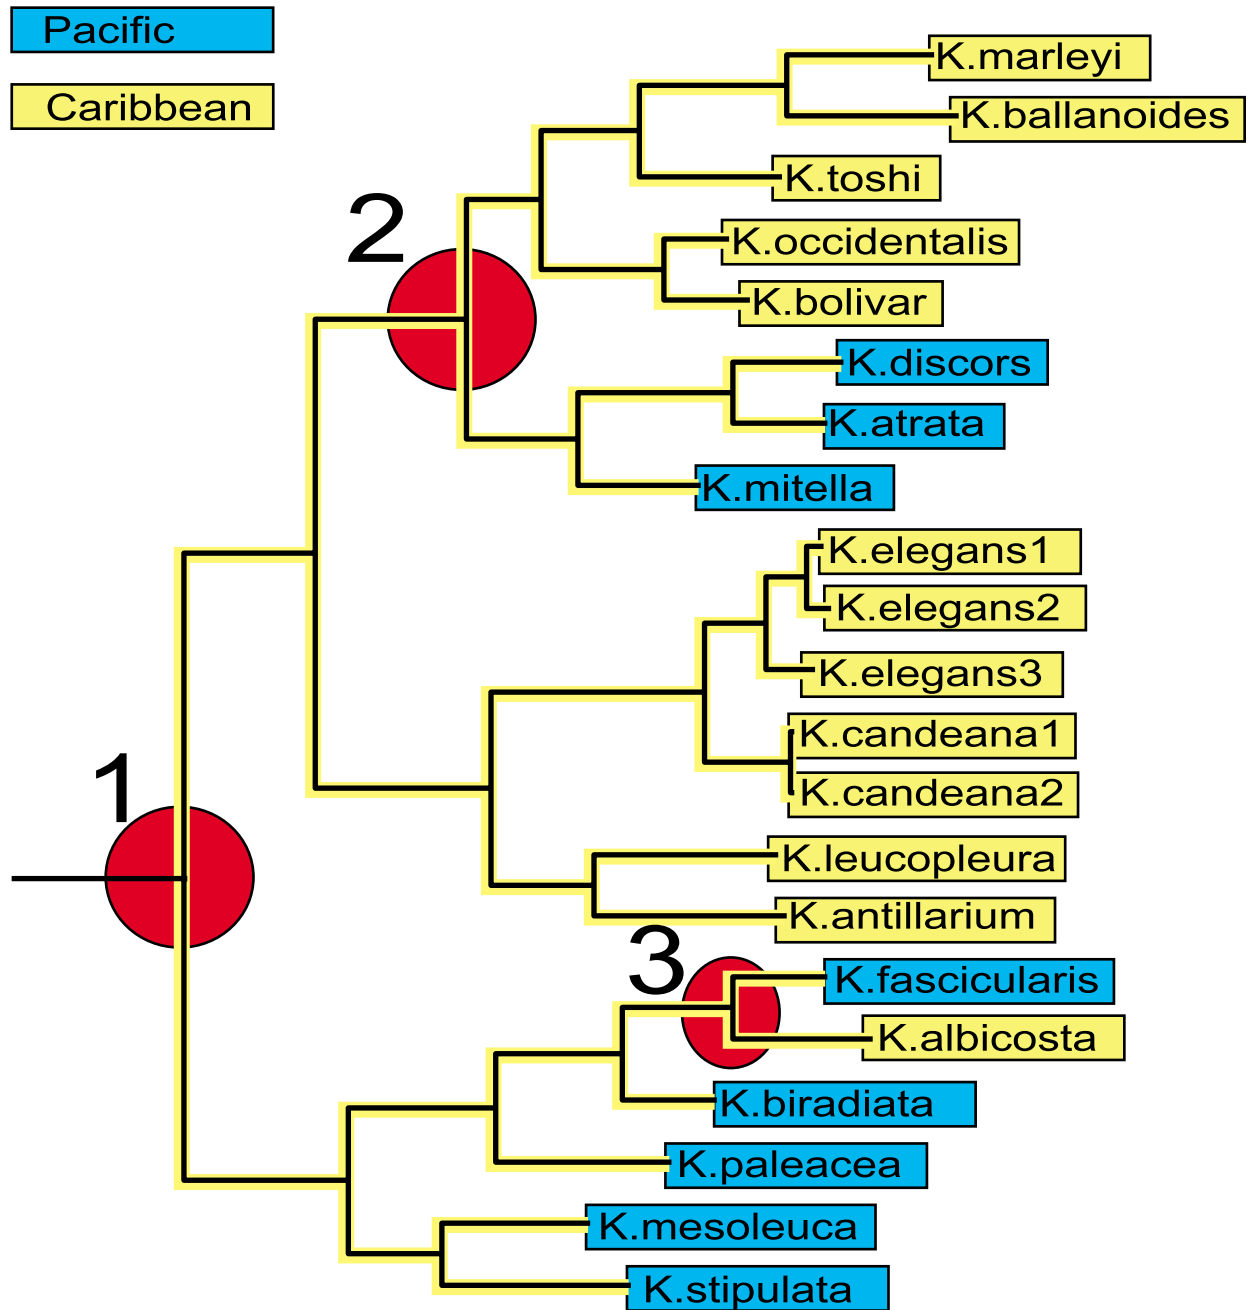 Pacific
Caribbean
K.marleyi
K.ballanoides
K.toshi
2
K.occidentalis
K.bolivar
K.discors
K.atrata
K.mitella
K.elegans1
K.elegans2
K.elegans3
K.candeana1
1
K.candeana2
K.leucopleura
K.antillarium
3
K.fascicularis
K.albicosta
K.biradiata
K.paleacea
K.mesoleuca
K.stipulata